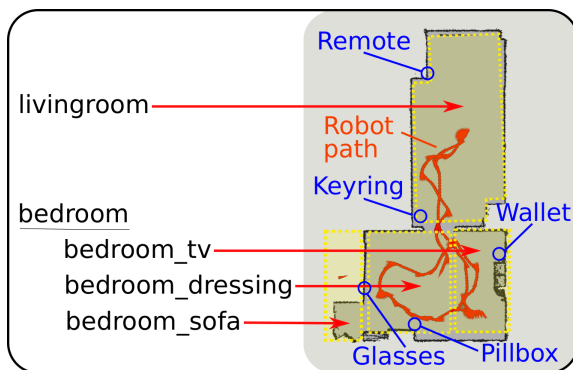 Remote
livingroom
Robot
path
Keyring
bedroom
Wallet
bedroom_tv
bedroom_dressing
bedroom_sofa
Glasses
Pillbox